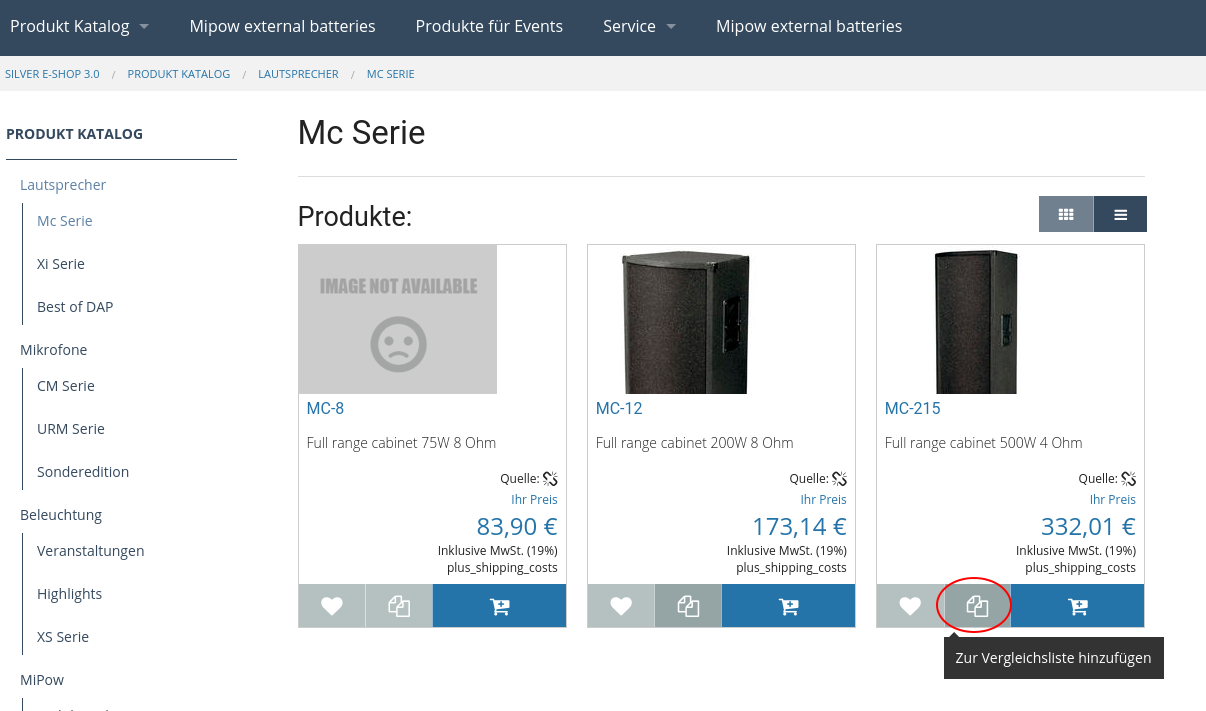 Produkt Katalog
Mipow external batteries
Produkte für Events
Service
Mipow external batteries
SILVER E-SHOP 3.0 / PRODUKT KATALOG / LAUTSPRECHER / MC SERIE
PRODUKT KATALOG
Lautsprecher
Mc Serie
Xi Serie
Best of DAP
Mikrofone
CM Serie
URM Serie
Sonderedition
Beleuchtung
Veranstaltungen
Highlights
XS Serie
MiPow
Mc Serie
Produkte:
IMAGE NOT AVAILABLE
MC-8
Full range cabinet 75W 8 Ohm
Quelle:
Ihr Preis
83,90 €
Inklusive MwSt. (19%)
plus_shipping_costs
MC-12
Full range cabinet 200W 8 Ohm
Quelle:
Ihr Preis
173,14 €
Inklusive MwSt. (19%)
plus_shipping_costs
MC-215
Full range cabinet 500W 4 Ohm
Quelle:
Ihr Preis
332,01 €
Inklusive MwSt. (19%)
plus_shipping_costs
Zur Vergleichsliste hinzufügen